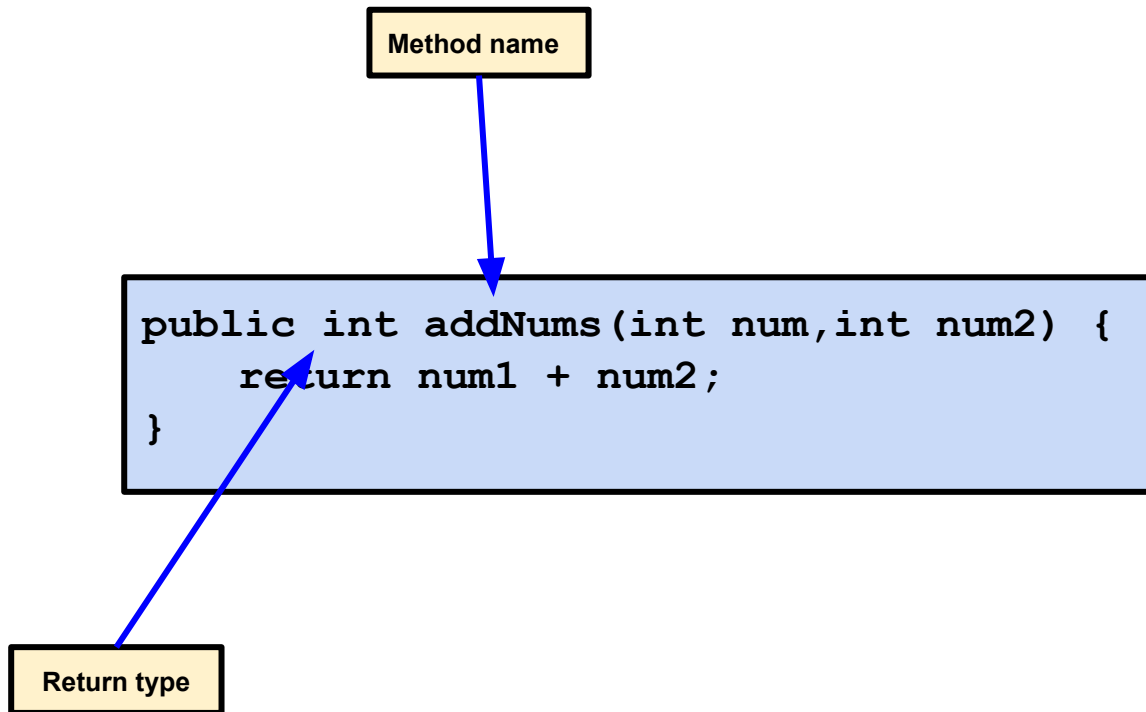 Method name
public int addNums(int num,int num2) {
return num1 + num2;
}
Return type